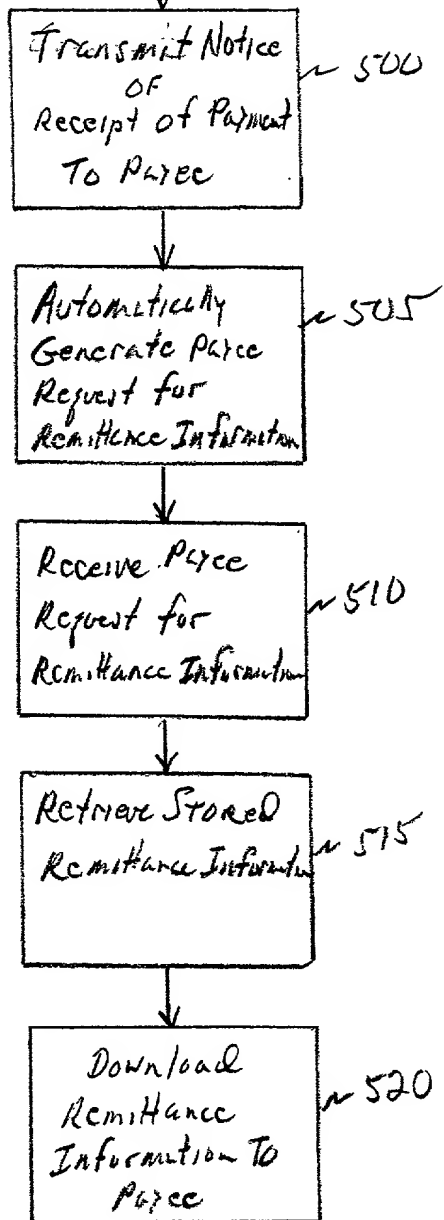 Transmit Notice
OF
Receipt of Payment
To Payee
500
Automatically
Generate Payee
Request for
Remittance Information
505
Receive Payee
Request for
Remittance Information
510
Retrieve Stored
Remittance Information
515
Download
Remittance
Information To
Payee
520